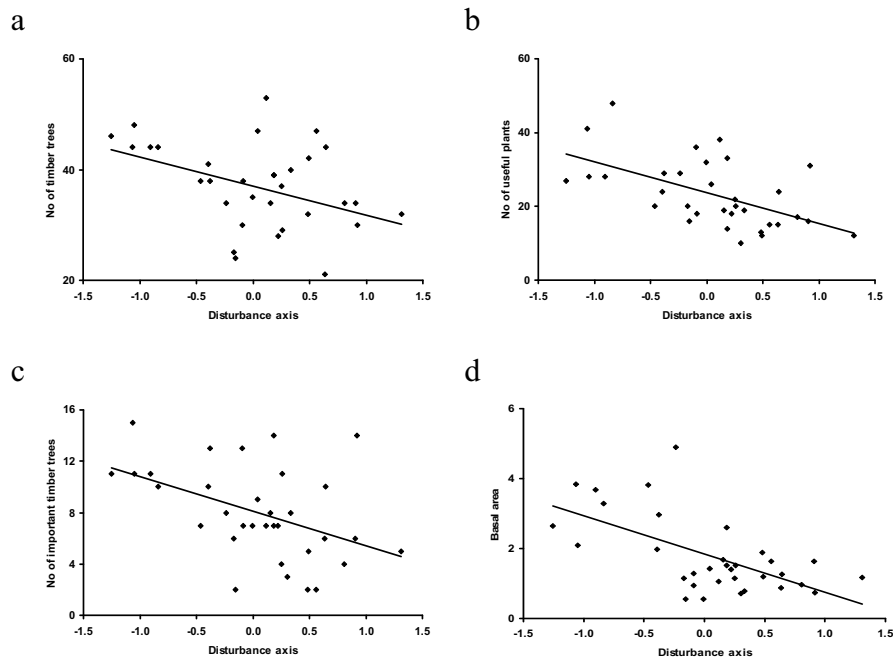 a
No of timber trees
60
40
20
-1.5 -1.0 -0.5 0.0 0.5 1.0 1.5
Disturbance axis
b
No of useful plants
60
40
20
0
-1.5 -1.0 -0.5 0.0 0.5 1.0 1.5
Disturbance axis
c
No of important timber trees
16
12
8
4
0
-1.5 -1.0 -0.5 0.0 0.5 1.0 1.5
Disturbance axis
d
Basal area
6
4
2
0
-1.5 -1.0 -0.5 0.0 0.5 1.0 1.5
Disturbance axis